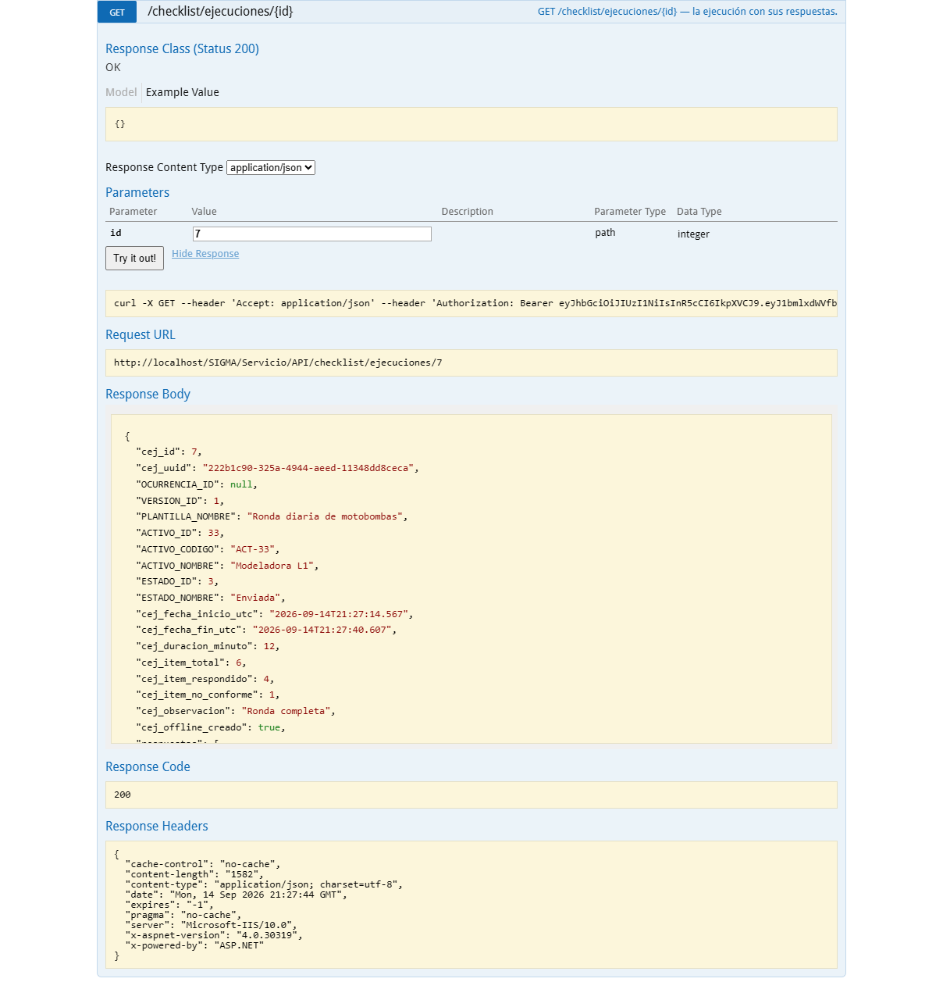 GET /checklist/ejecuciones/{id} GET /checklist/ejecuciones/{id} — la ejecución con sus respuestas.
Response Class (Status 200)
OK
Model Example Value
{}
Response Content Type application/json
Parameters
Parameter Value Description Parameter Type Data Type
id 7 path integer
Try it out! Hide Response
curl -X GET --header 'Accept: application/json' --header 'Authorization: Bearer eyJhbGciOiJIUzI1NiIsInR5cCI6IkpXVCJ9.eyJ1bmlxdWVfb
Request URL
http://localhost/SIGMA/Servicio/API/checklist/ejecuciones/7
Response Body
{
"cej_id": 7,
"cej_uuid": "222b1c90-325a-4944-aeed-11348dd8ceca",
"OCURRENCIA_ID": null,
"VERSION_ID": 1,
"PLANTILLA_NOMBRE": "Ronda diaria de motobombas",
"ACTIVO_ID": 33,
"ACTIVO_CODIGO": "ACT-33",
"ACTIVO_NOMBRE": "Modeladora L1",
"ESTADO_ID": 3,
"ESTADO_NOMBRE": "Enviada",
"cej_fecha_inicio_utc": "2026-09-14T21:27:14.567",
"cej_fecha_fin_utc": "2026-09-14T21:27:40.607",
"cej_duracion_minuto": 12,
"cej_item_total": 6,
"cej_item_respondido": 4,
"cej_item_no_conforme": 1,
"cej_observacion": "Ronda completa",
"cej_offline_creado": true,
Response Code
200
Response Headers
{
"cache-control": "no-cache",
"content-length": "1582",
"content-type": "application/json; charset=utf-8",
"date": "Mon, 14 Sep 2026 21:27:44 GMT",
"expires": "-1",
"pragma": "no-cache",
"server": "Microsoft-IIS/10.0",
"x-aspnet-version": "4.0.30319",
"x-powered-by": "ASP.NET"
}